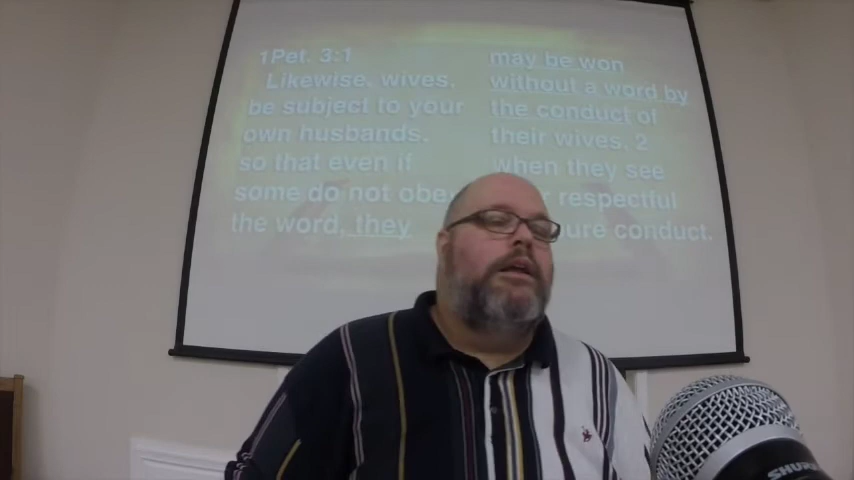 1Pet. 3:1
Likewise, wives,
be subject to your
own husbands,
so that even if
some do not obe
the word, they
may be won
without a word by
the conduct of
their wives, 2
when they see
respectful
pure conduct.
SHURE